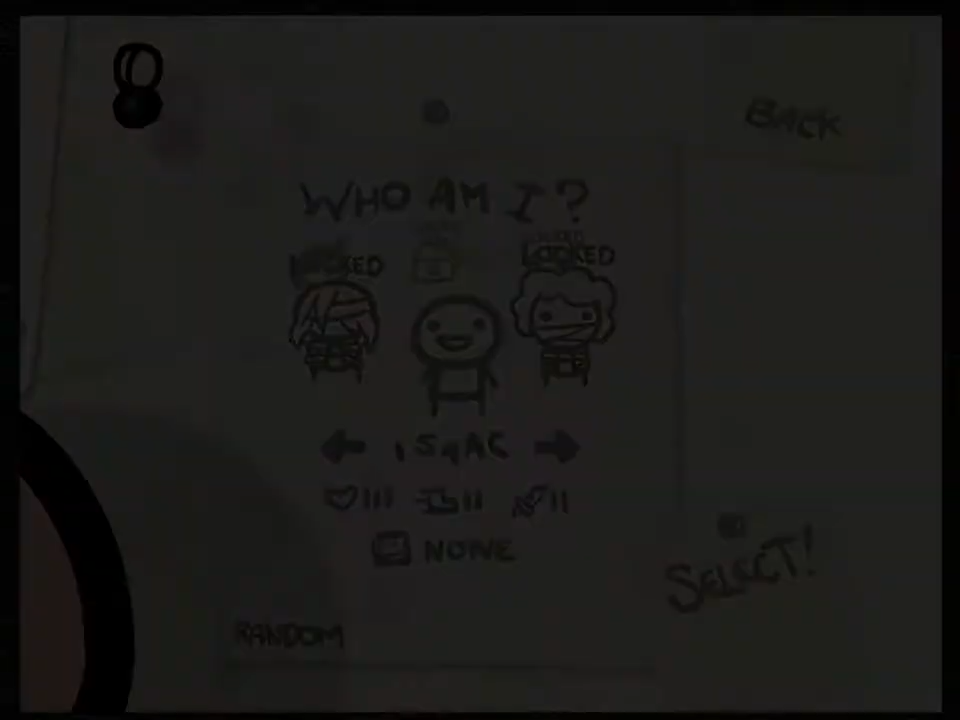 BACK
WHO AM I?
LOCKED
LOCKED
ISAAC
NONE
SELECT!
RANDOM